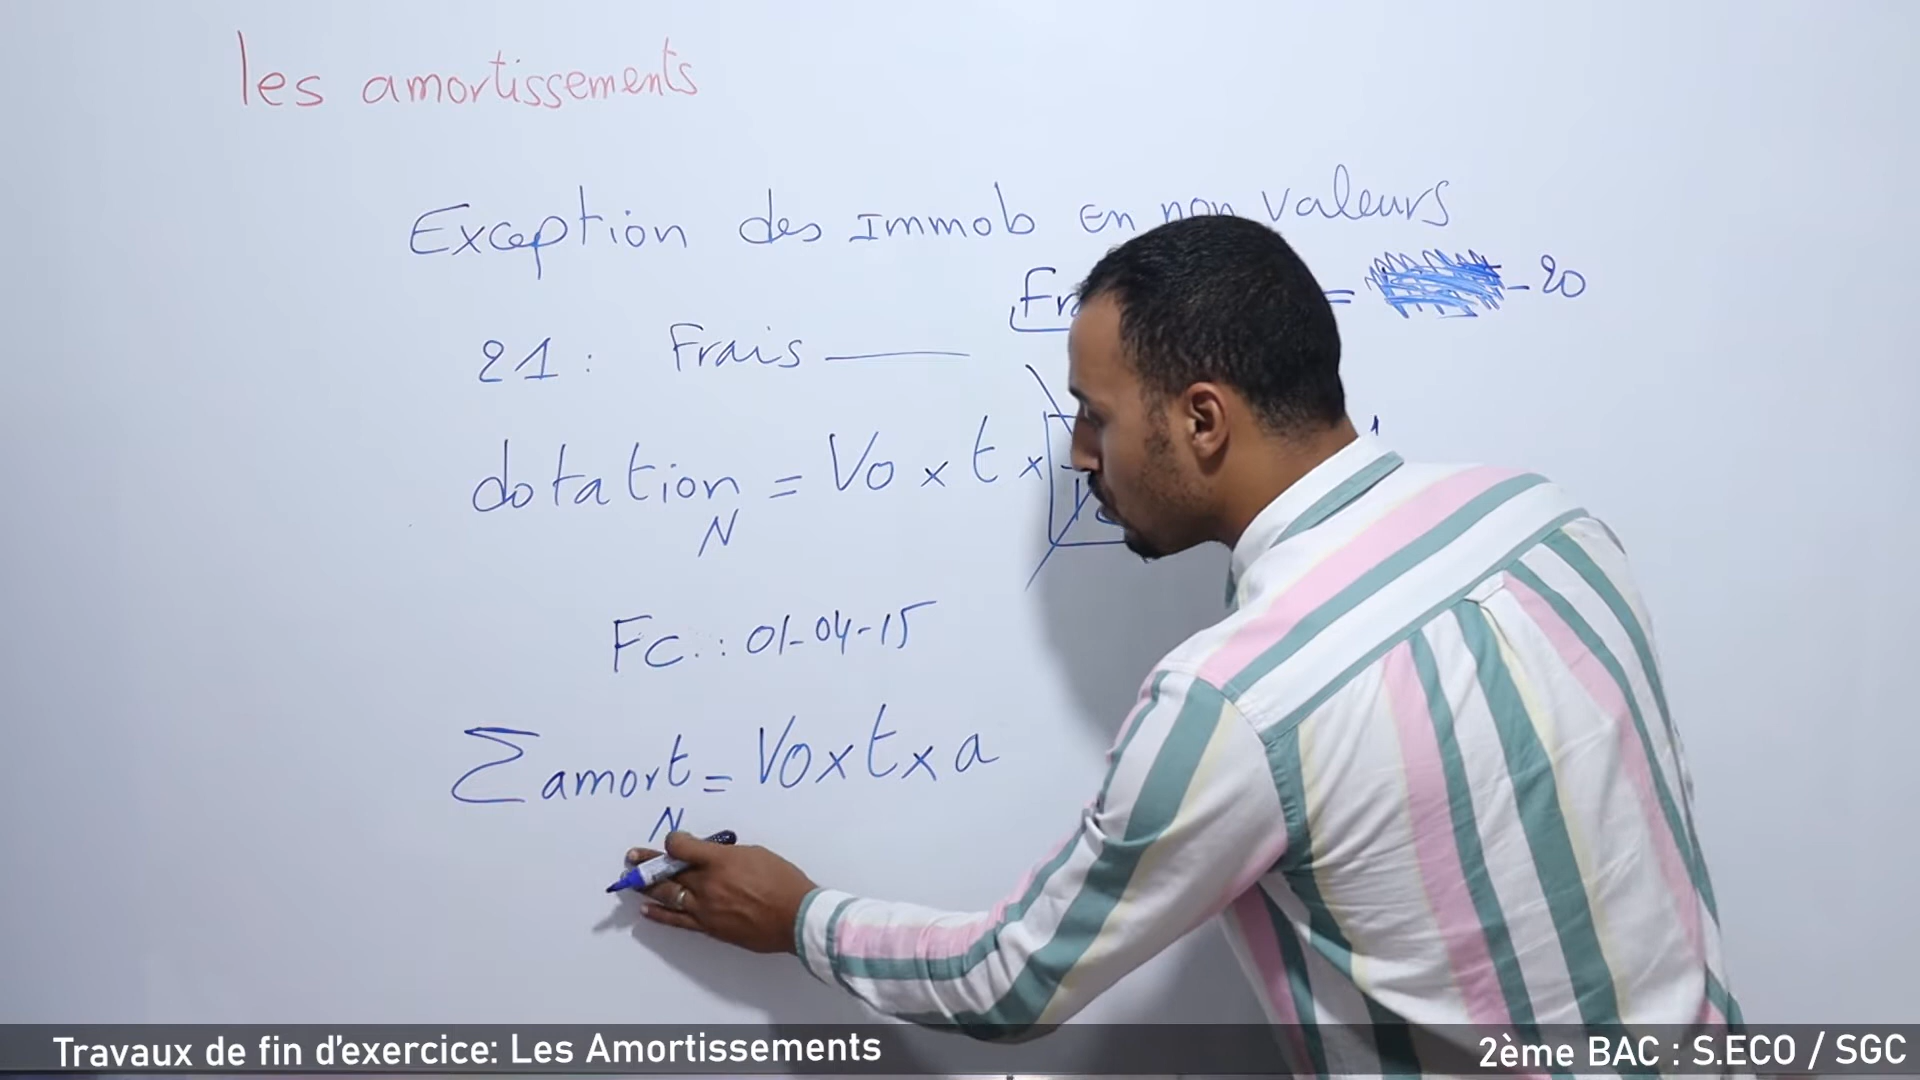 les amortissements
Exception des Immob en non valeurs
= -20
21 : Frais
dotation = Vo x t x
N
Fc. : 01-04-15
Σ amort = Vo x t x a
N
Travaux de fin d'exercice: Les Amortissements
2ème BAC : S.ECO / SGC